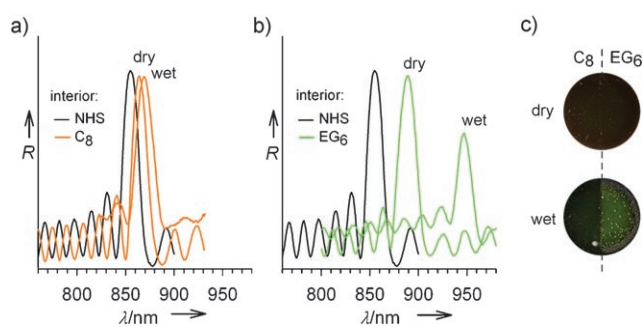 a)
dry
wet
interior:
NHS
C8
R
800 850 900 950
λ/nm
b)
dry
wet
interior:
NHS
EG6
R
800 850 900 950
λ/nm
c)
C8 EG6
dry
wet